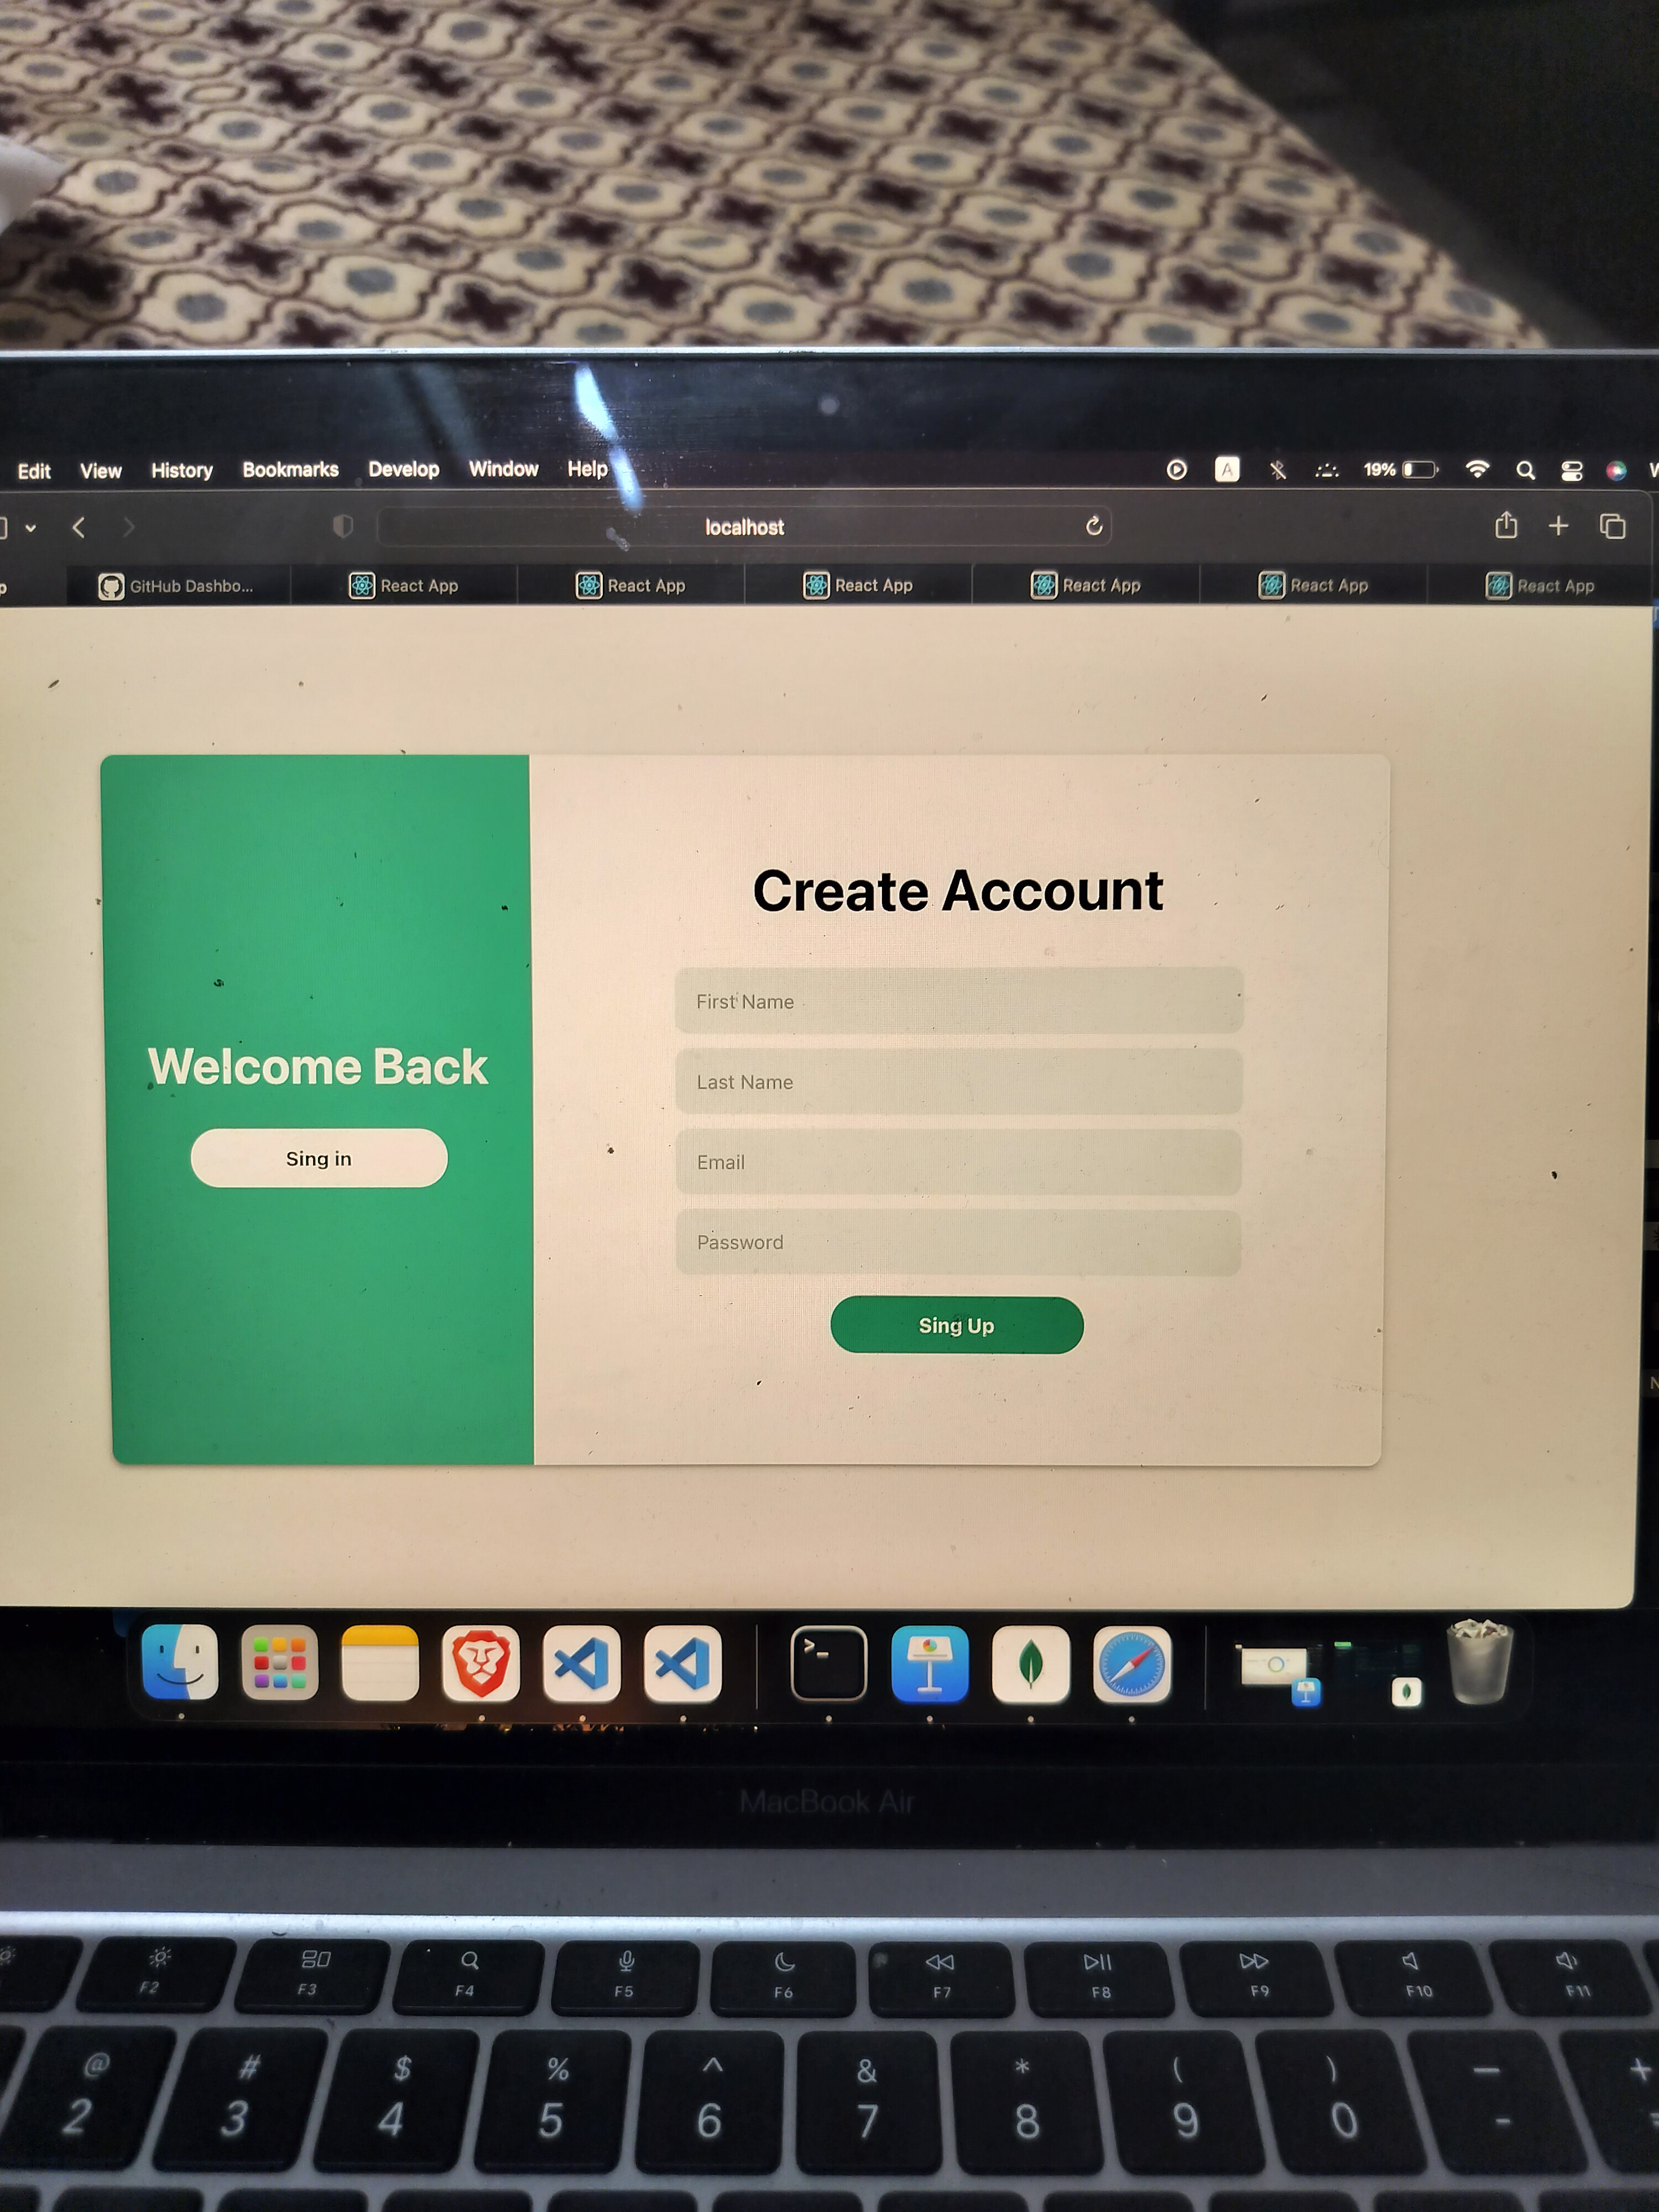 Edit View History Bookmarks Develop Window Help A 19%
localhost
GitHub Dashbo... React App React App React App React App React App React App
Create Account
First Name
Welcome Back
Last Name
Sing in
Email
Password
Sing Up
MacBook Air
F2 F3 F4 F5 F6 F7 F8 F9 F10 F11
@ # $ % ^ & * ( ) — +
2 3 4 5 6 7 8 9 0 -